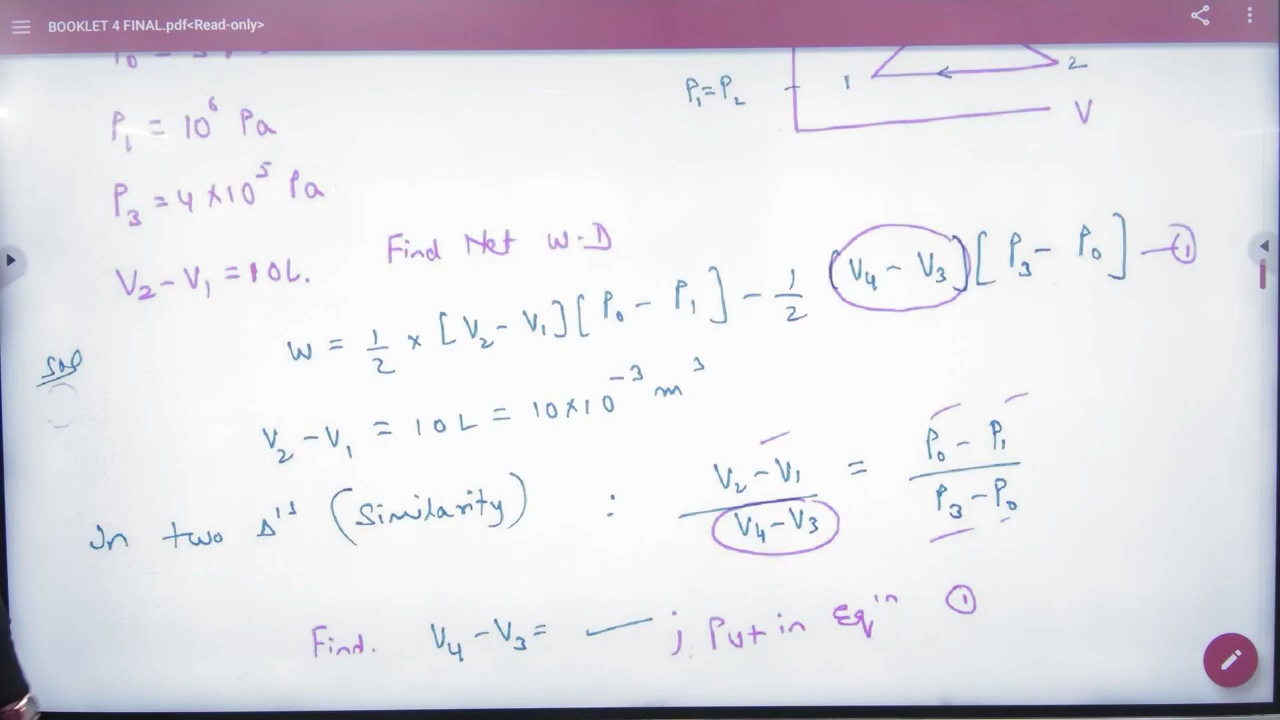 BOOKLET 4 FINAL.pdf<Read-only>
P₁ = P₂
1
2
V
P₁ = 10⁶ Pa
P₃ = 4×10⁵ Pa
V₂ – V₁ = 10L.
Find Net W.D
W = 1/2 × [V₂ – V₁][P₀ – P₁] – 1/2 (V₄ – V₃)[P₃ – P₀] —①
Sol
V₂ – V₁ = 10L = 10×10⁻³ m³
In two Δ'ls (Similarity) : V₂ – V₁ / V₄ – V₃ = P₀ – P₁ / P₃ – P₀
Find. V₄ – V₃ = — ; Put in Eq'n ①